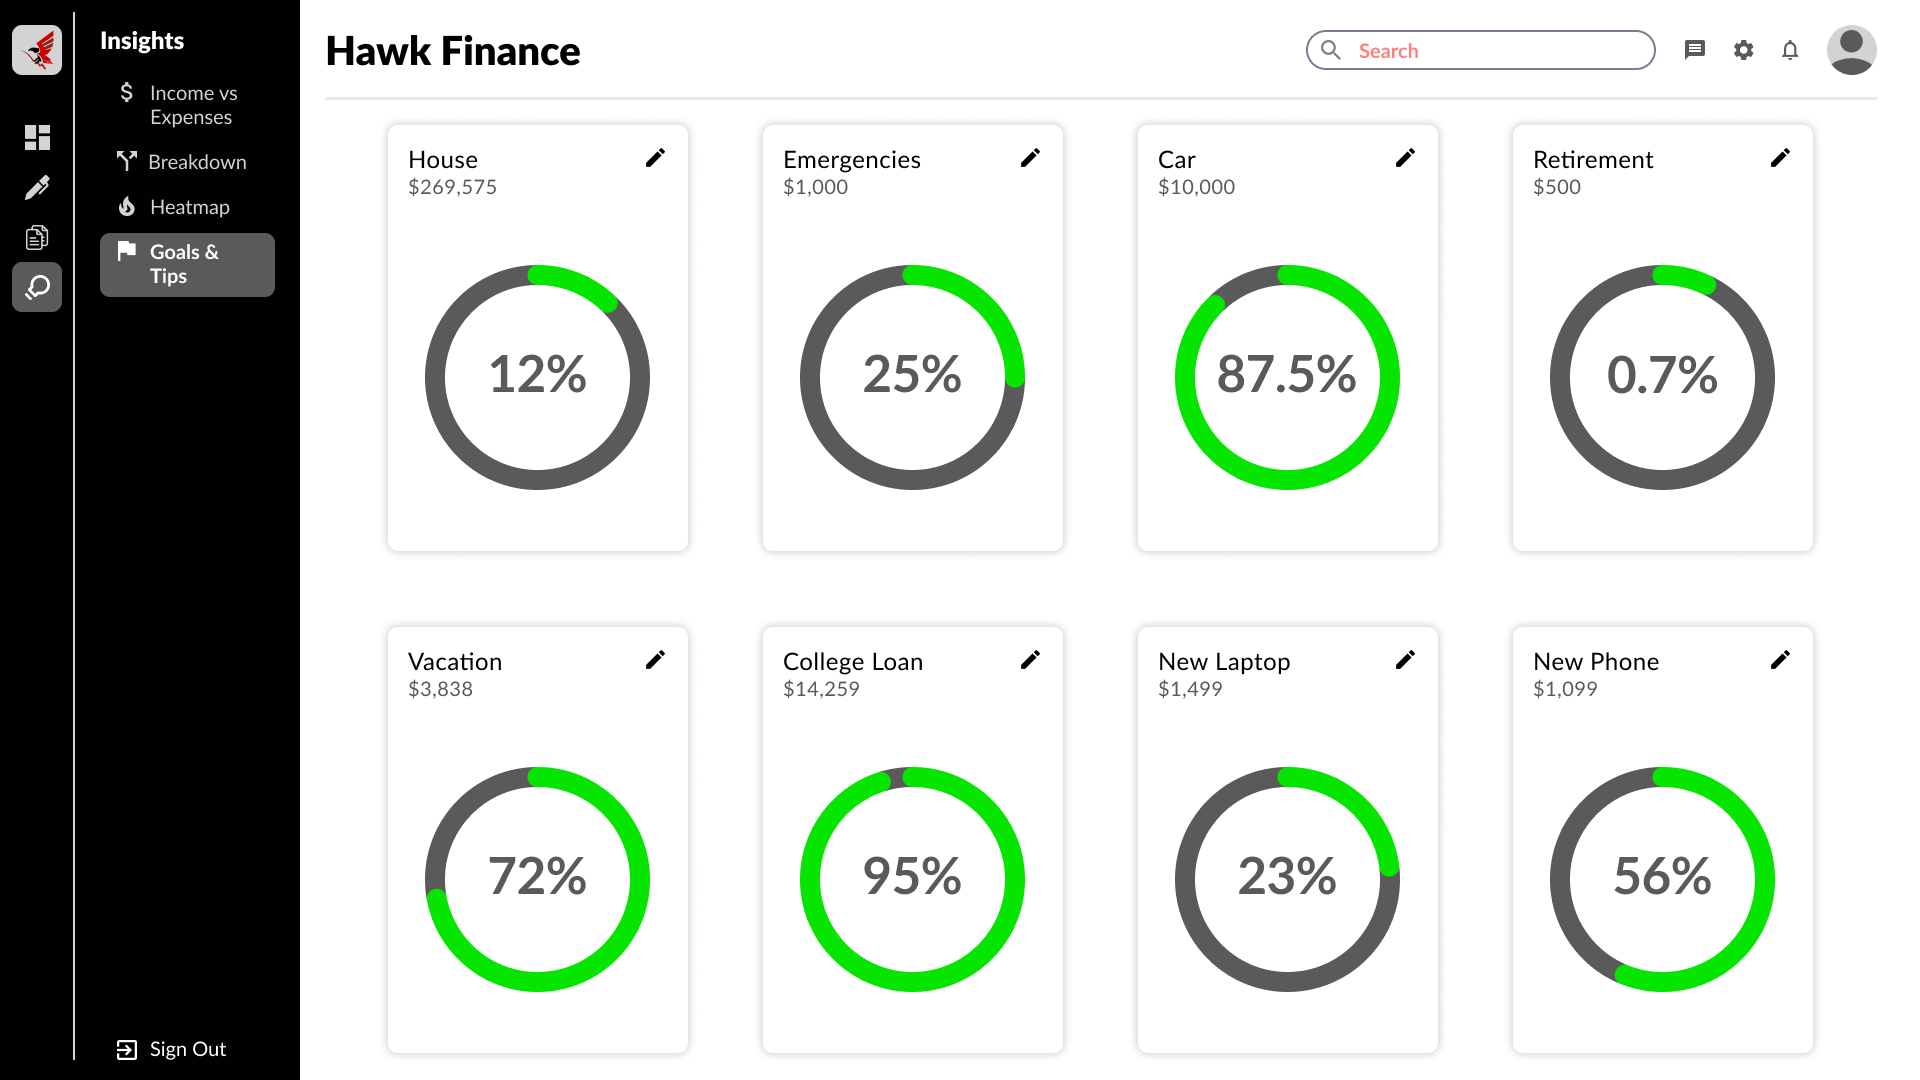 Insights
Income vs
Expenses
Breakdown
Heatmap
Goals &
Tips
Sign Out
Hawk Finance
Search
House
$269,575
12%
Emergencies
$1,000
25%
Car
$10,000
87.5%
Retirement
$500
0.7%
Vacation
$3,838
72%
College Loan
$14,259
95%
New Laptop
$1,499
23%
New Phone
$1,099
56%